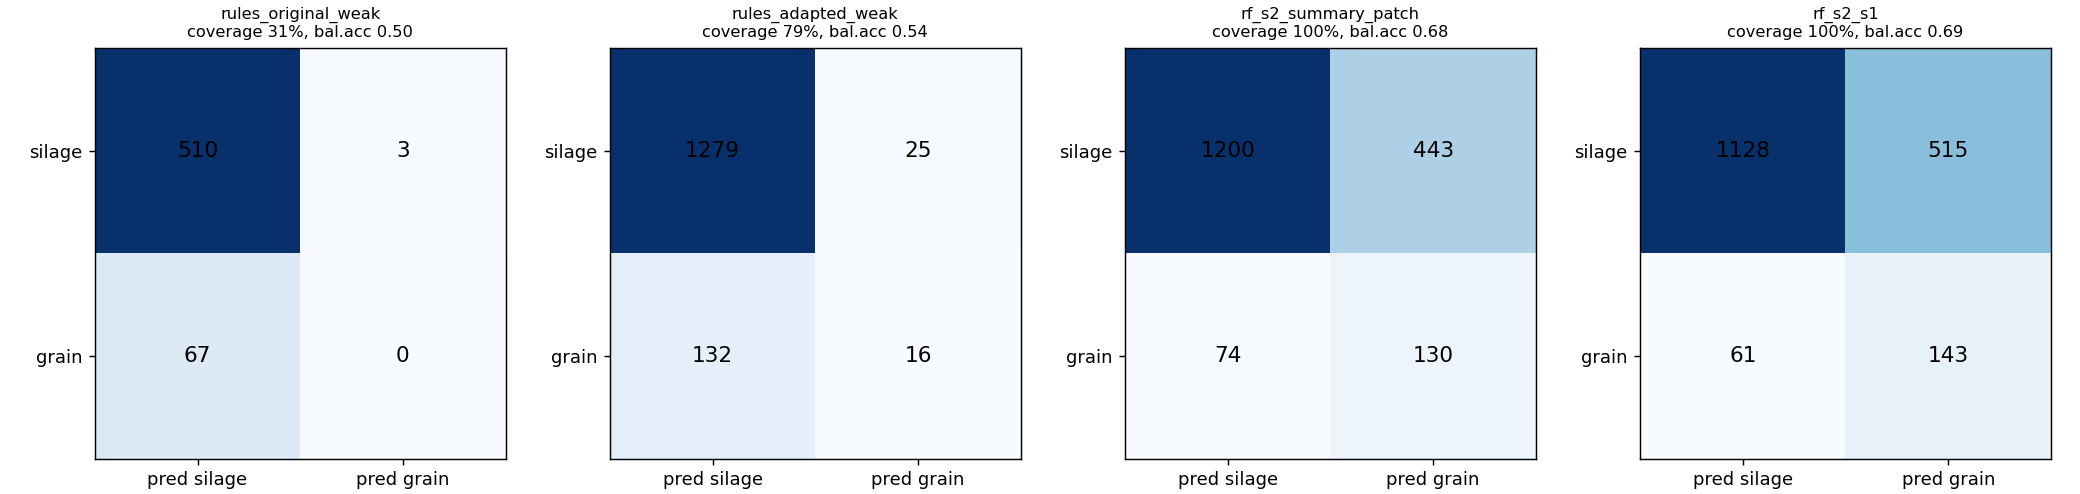 rules_original_weak
coverage 31%, bal.acc 0.50
silage
510
3
grain
67
0
pred silage
pred grain
rules_adapted_weak
coverage 79%, bal.acc 0.54
silage
1279
25
grain
132
16
pred silage
pred grain
rf_s2_summary_patch
coverage 100%, bal.acc 0.68
silage
1200
443
grain
74
130
pred silage
pred grain
rf_s2_s1
coverage 100%, bal.acc 0.69
silage
1128
515
grain
61
143
pred silage
pred grain